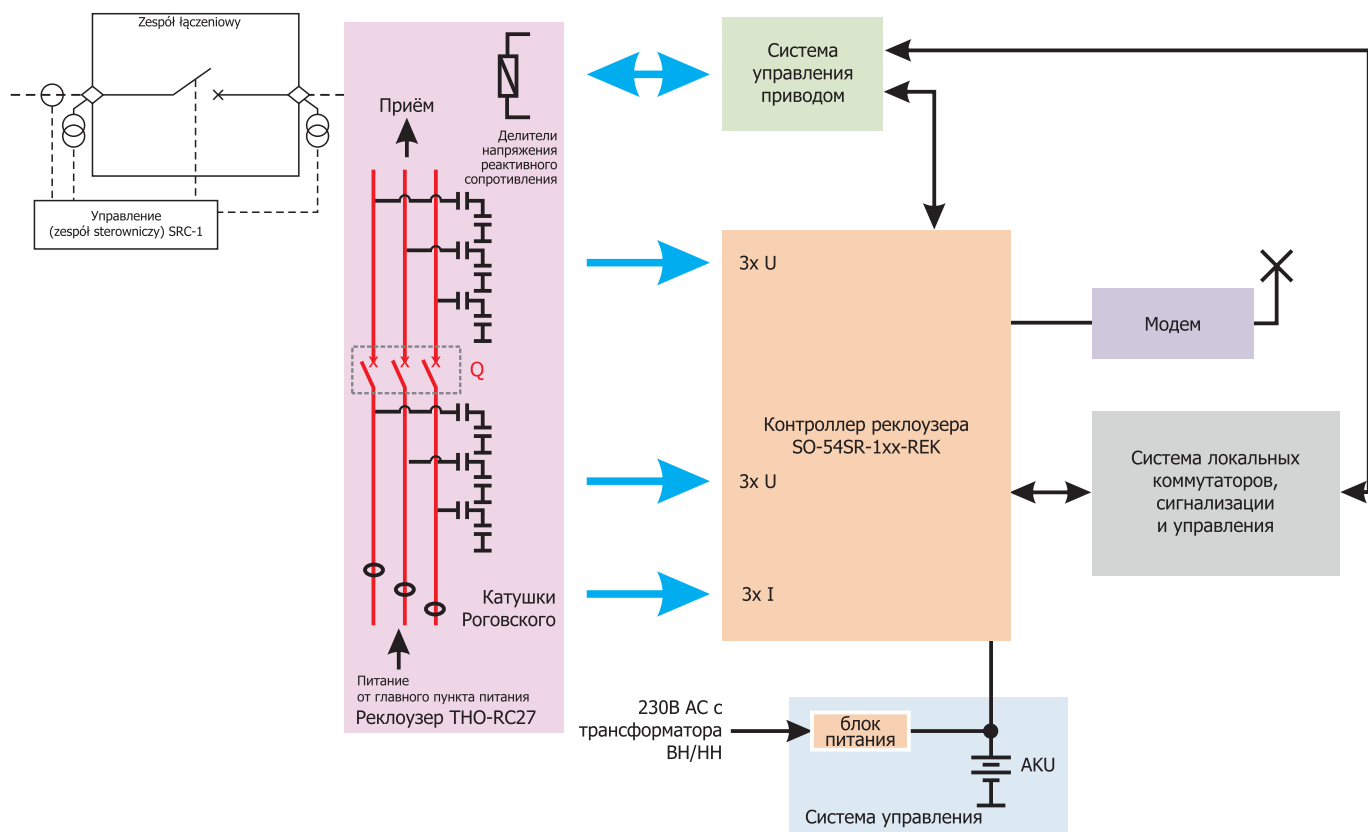 Zespół łączeniowy
Управление
(zespół sterowniczy) SRC-1
Приём
Делители
напряжения
реактивного
сопротивления
Q
Катушки
Роговского
Питание
от главного пункта питания
Реклоузер ТНО-RC27
Система
управления
приводом
3x U
Контроллер реклоузера
SO-54SR-1xx-REK
3x U
3x I
Модем
Система локальных
коммутаторов,
сигнализации
и управления
230В AC с
трансформатора
ВН/НН
блок
питания
AKU
Система управления